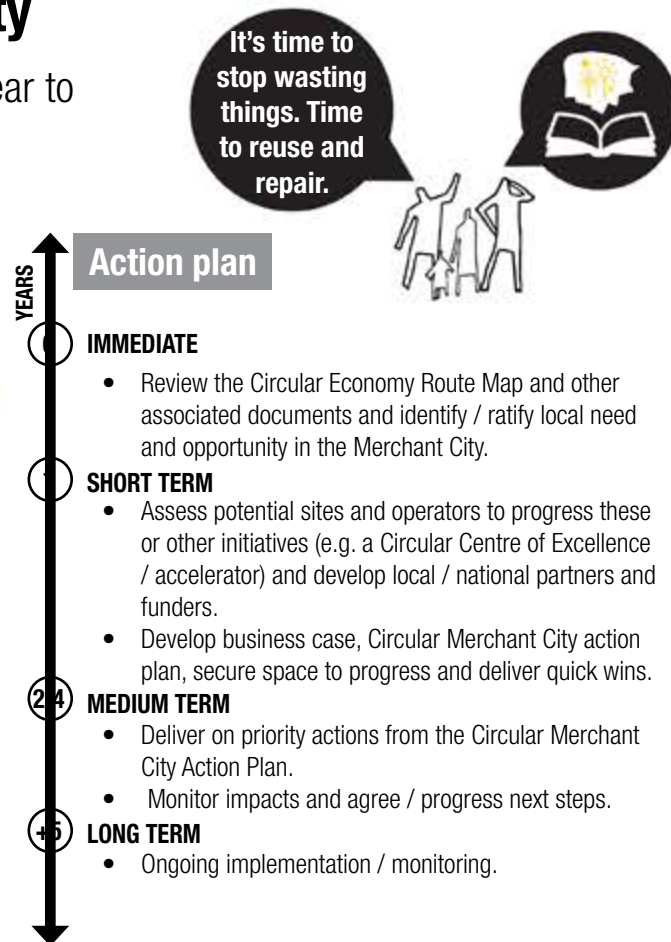 ty
ear to
It's time to
stop wasting
things. Time
to reuse and
repair.
YEARS
Action plan
IMMEDIATE
• Review the Circular Economy Route Map and other
associated documents and identify / ratify local need
and opportunity in the Merchant City.
SHORT TERM
• Assess potential sites and operators to progress these
or other initiatives (e.g. a Circular Centre of Excellence
/ accelerator) and develop local / national partners and
funders.
• Develop business case, Circular Merchant City action
plan, secure space to progress and deliver quick wins.
2-4 MEDIUM TERM
• Deliver on priority actions from the Circular Merchant
City Action Plan.
• Monitor impacts and agree / progress next steps.
+5 LONG TERM
• Ongoing implementation / monitoring.